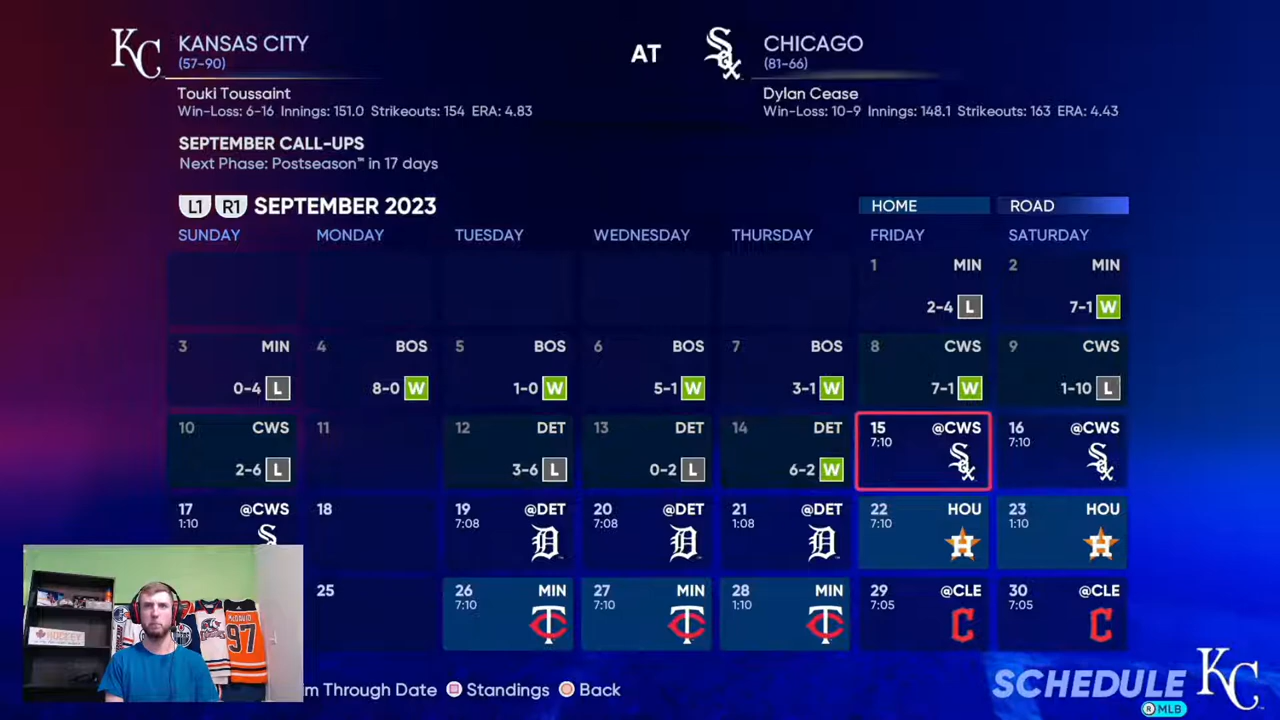 KC KANSAS CITY
(57-90)
AT
Sox CHICAGO
(81-66)
Touki Toussaint
Win-Loss: 6-16 Innings: 151.0 Strikeouts: 154 ERA: 4.83
Dylan Cease
Win-Loss: 10-9 Innings: 148.1 Strikeouts: 163 ERA: 4.43
SEPTEMBER CALL-UPS
Next Phase: Postseason™ in 17 days
L1 R1 SEPTEMBER 2023
HOME ROAD
SUNDAY MONDAY TUESDAY WEDNESDAY THURSDAY FRIDAY SATURDAY
1 MIN 2 MIN
2-4 L 7-1 W
3 MIN 4 BOS 5 BOS 6 BOS 7 BOS 8 CWS 9 CWS
0-4 L 8-0 W 1-0 W 5-1 W 3-1 W 7-1 W 1-10 L
10 CWS 11 12 DET 13 DET 14 DET 15 @CWS 16 @CWS
7:10 Sox 7:10 Sox
2-6 L 3-6 L 0-2 L 6-2 W
17 @CWS 18 19 @DET 20 @DET 21 @DET 22 HOU 23 HOU
1:10 7:08 D 7:08 D 1:08 D 7:10 H 1:10 H
25 26 MIN 27 MIN 28 MIN 29 @CLE 30 @CLE
7:10 TC 7:10 TC 1:10 TC 7:05 C 7:05 C
HOCKEY
97
Through Date Standings Back
SCHEDULE KC
R MLB